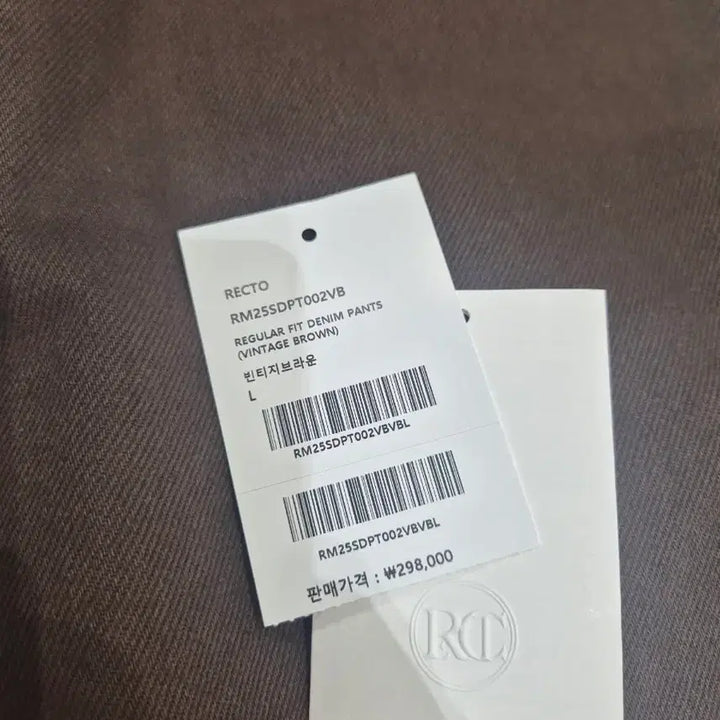 RECTO
RM25SDPT002VB
REGULAR FIT DENIM PANTS
(VINTAGE BROWN)
빈티지브라운
L
RM25SDPT002VBVBL
RM25SDPT002VBVBL
판매가격 : ₩298,000
RCT